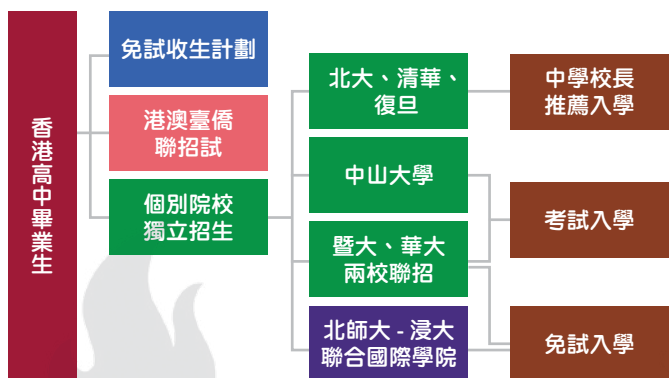 香港高中畢業生
免試收生計劃
港澳臺僑
聯招試
個別院校
獨立招生
北大、清華、
復旦
中山大學
暨大、華大
兩校聯招
北師大 - 浸大
聯合國際學院
中學校長
推薦入學
考試入學
免試入學